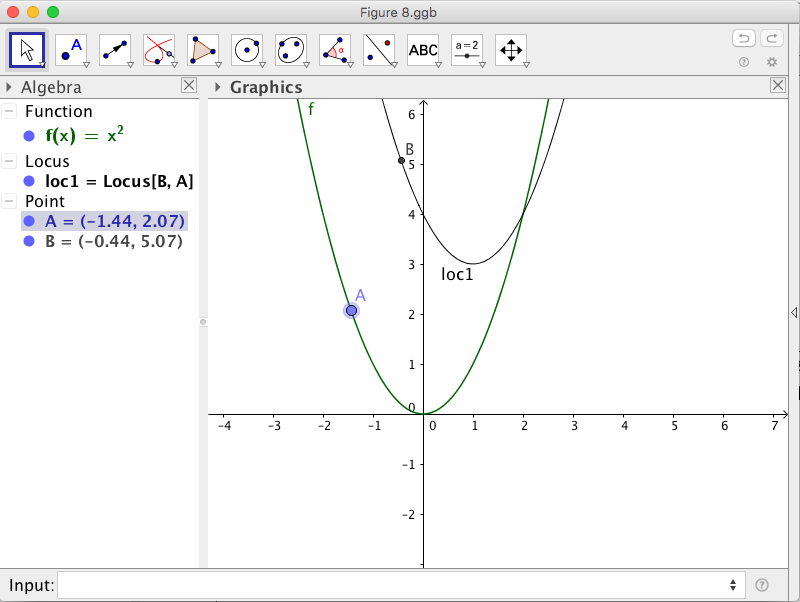 Figure 8.ggb
A
α
ABC
a=2
?
Algebra
Graphics
Function
f(x) = x²
Locus
loc1 = Locus[B, A]
Point
A = (-1.44, 2.07)
B = (-0.44, 5.07)
f
6
B
5
4
3
loc1
A
2
1
0
-4 -3 -2 -1 0 1 2 3 4 5 6 7
-1
-2
Input:
?